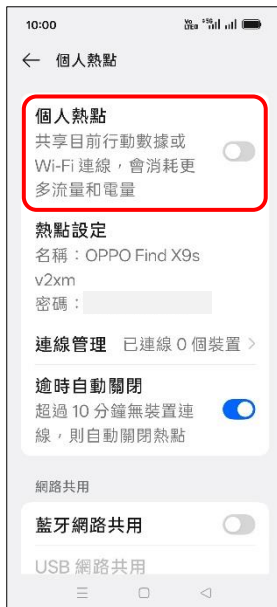 10:00
個人熱點
個人熱點
共享目前行動數據或
Wi-Fi 連線，會消耗更
多流量和電量
熱點設定
名稱：OPPO Find X9s
v2xm
密碼：
連線管理 已連線 0 個裝置
逾時自動關閉
超過 10 分鐘無裝置連
線，則自動關閉熱點
網路共用
藍牙網路共用
USB 網路共用